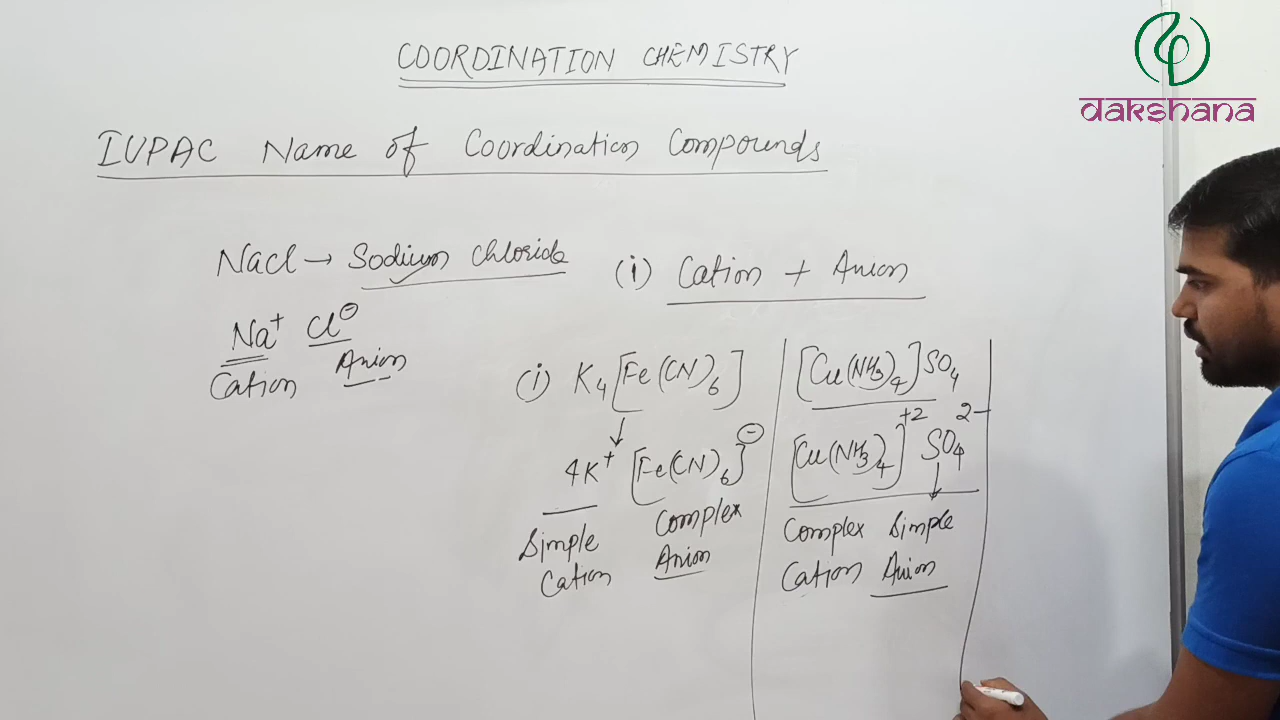 COORDINATION CHEMISTRY
dakshana
IUPAC Name of Coordination Compounds
NaCl → Sodium Chloride
(i) Cation + Anion
Na⁺ Cl⊖
Cation Anion
(i) K₄[Fe(CN)₆]
4K⁺ [Fe(CN)₆]⊖
Simple Cation
Complex Anion
[Cu(NH₃)₄]SO₄
[Cu(NH₃)₄]⁺² SO₄²⁻
Complex Simple
Cation Anion